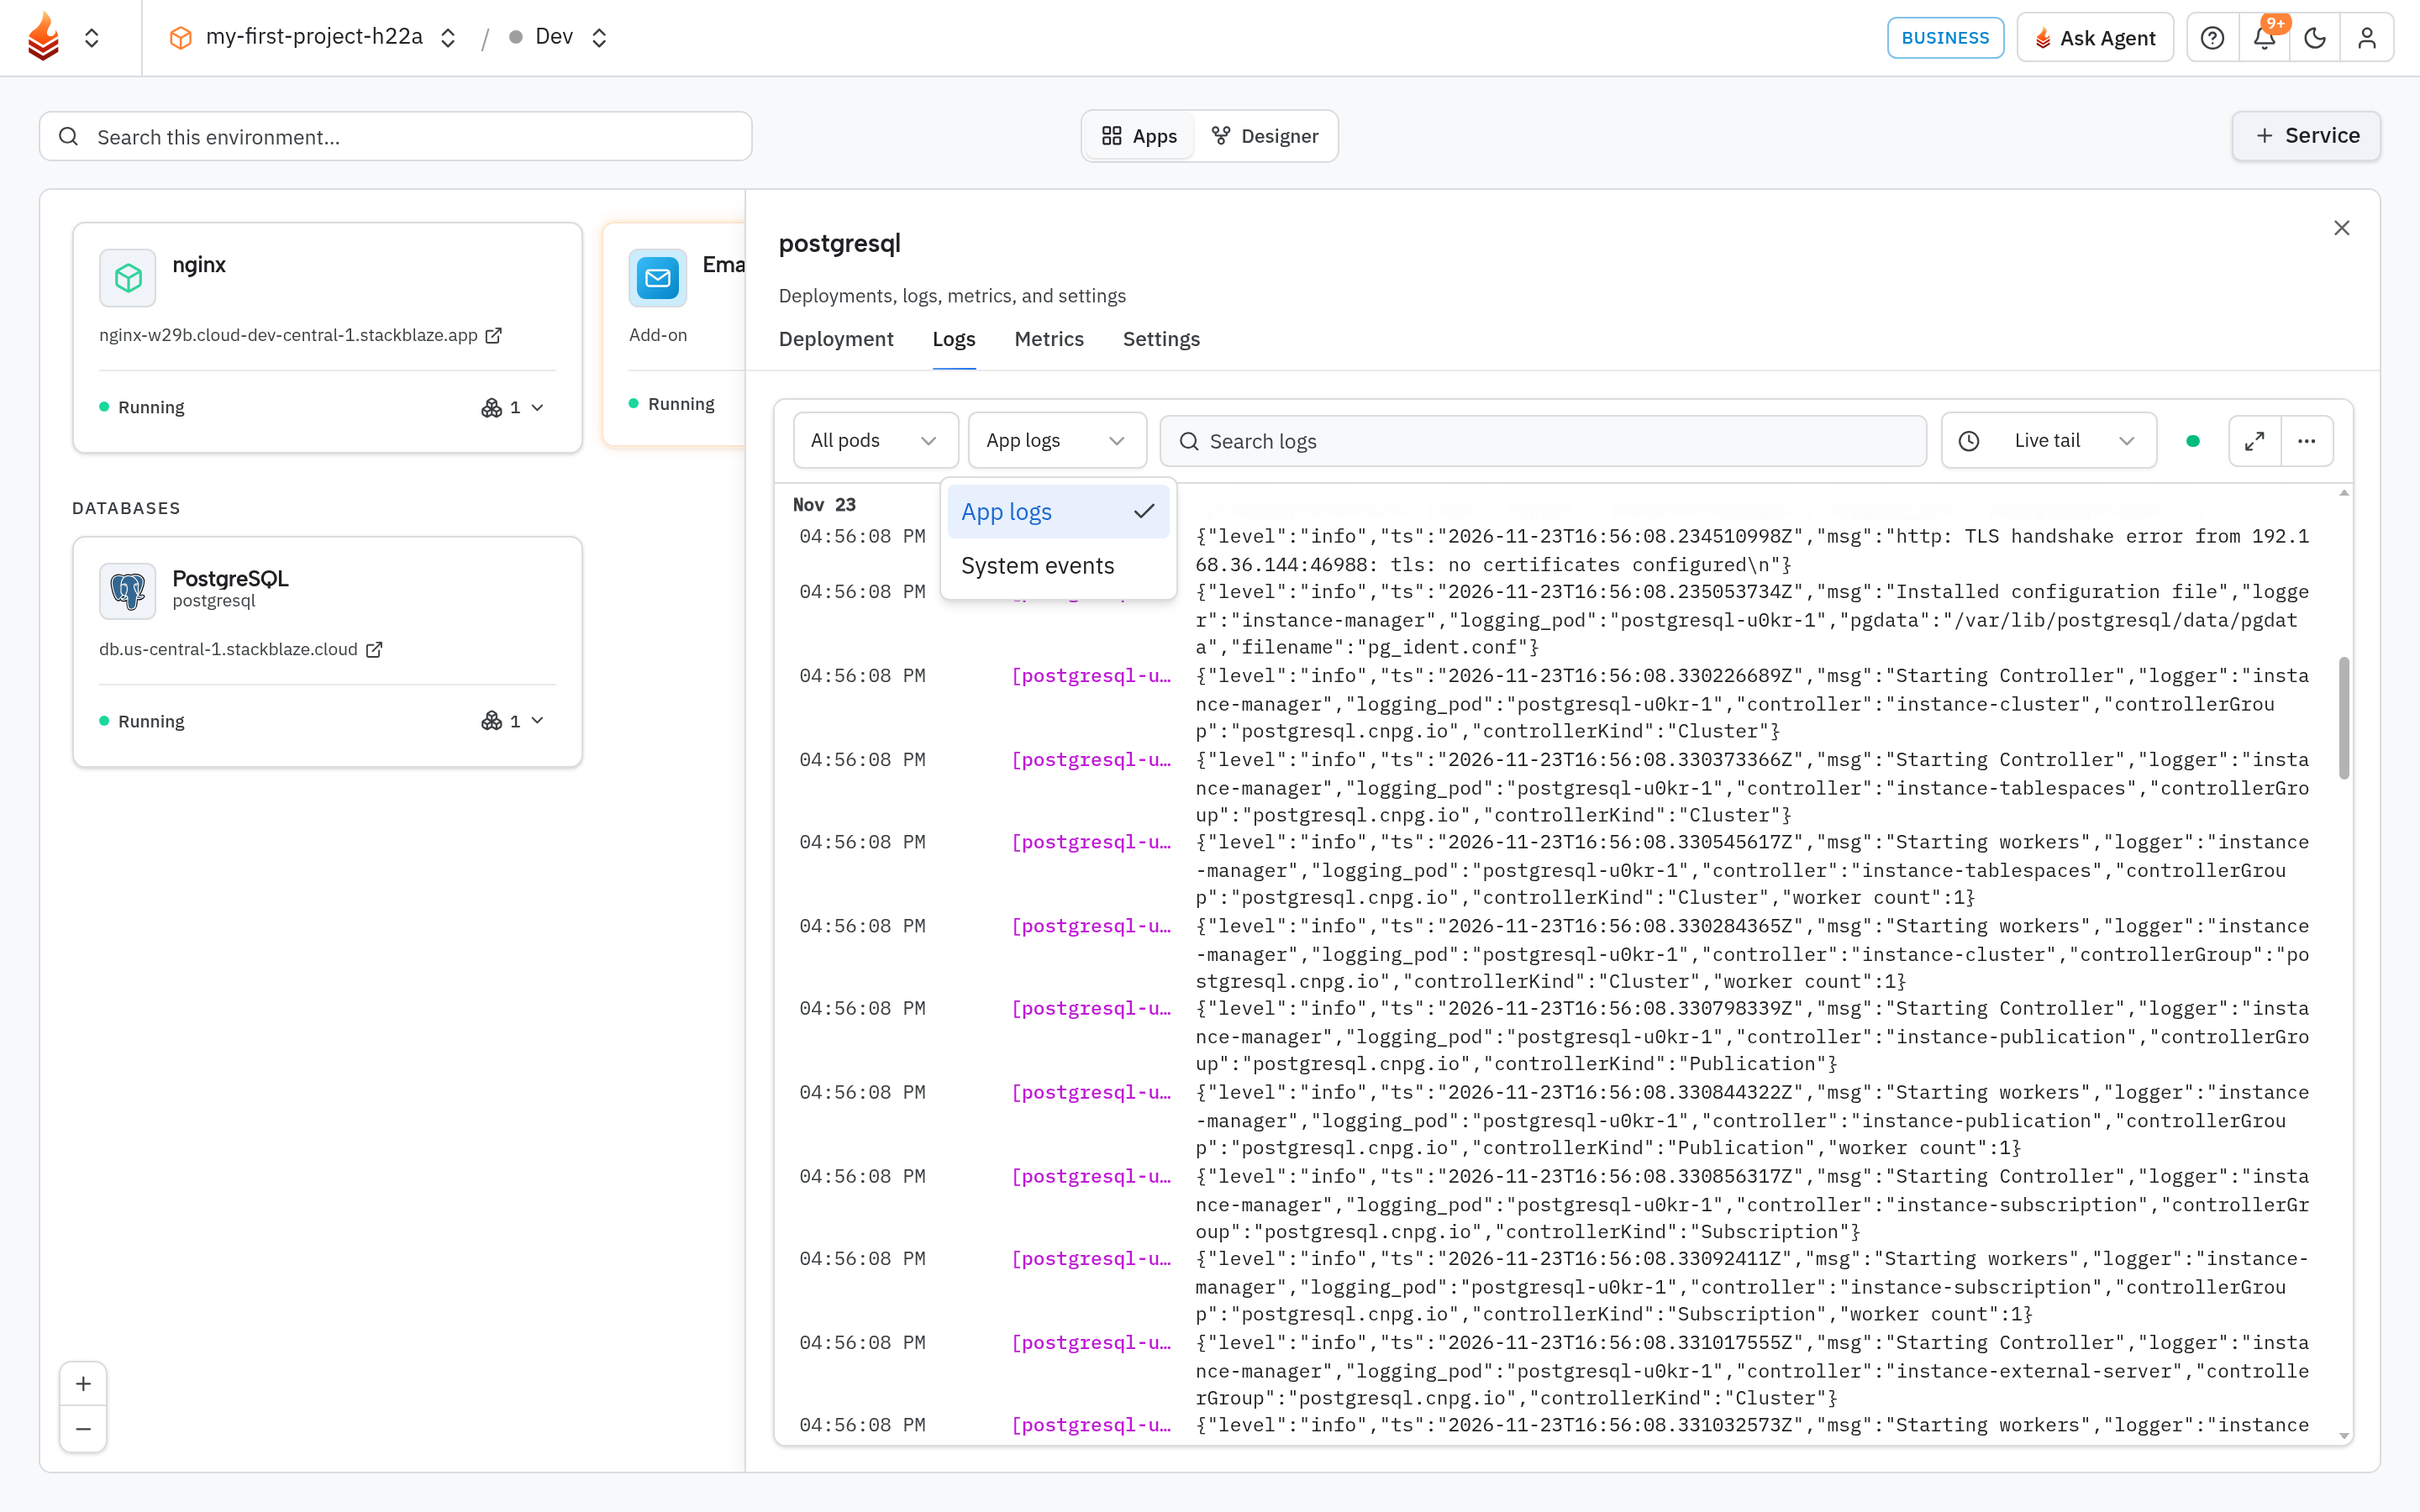 my-first-project-h22a / Dev
BUSINESS
Ask Agent
9+
Search this environment...
Apps
Designer
+ Service
nginx
nginx-w29b.cloud-dev-central-1.stackblaze.app
Running
1
Ema
Add-on
Running
DATABASES
PostgreSQL
postgresql
db.us-central-1.stackblaze.cloud
Running
1
postgresql
Deployments, logs, metrics, and settings
Deployment
Logs
Metrics
Settings
All pods
App logs
Search logs
Live tail
App logs
System events
Nov 23
04:56:08 PM {"level":"info","ts":"2026-11-23T16:56:08.234510998Z","msg":"http: TLS handshake error from 192.1
68.36.144:46988: tls: no certificates configured\n"}
04:56:08 PM {"level":"info","ts":"2026-11-23T16:56:08.235053734Z","msg":"Installed configuration file","logge
r":"instance-manager","logging_pod":"postgresql-u0kr-1","pgdata":"/var/lib/postgresql/data/pgdat
a","filename":"pg_ident.conf"}
04:56:08 PM [postgresql-u… {"level":"info","ts":"2026-11-23T16:56:08.330226689Z","msg":"Starting Controller","logger":"insta
nce-manager","logging_pod":"postgresql-u0kr-1","controller":"instance-cluster","controllerGrou
p":"postgresql.cnpg.io","controllerKind":"Cluster"}
04:56:08 PM [postgresql-u… {"level":"info","ts":"2026-11-23T16:56:08.330373366Z","msg":"Starting Controller","logger":"insta
nce-manager","logging_pod":"postgresql-u0kr-1","controller":"instance-tablespaces","controllerGro
up":"postgresql.cnpg.io","controllerKind":"Cluster"}
04:56:08 PM [postgresql-u… {"level":"info","ts":"2026-11-23T16:56:08.330545617Z","msg":"Starting workers","logger":"instance
-manager","logging_pod":"postgresql-u0kr-1","controller":"instance-tablespaces","controllerGrou
p":"postgresql.cnpg.io","controllerKind":"Cluster","worker count":1}
04:56:08 PM [postgresql-u… {"level":"info","ts":"2026-11-23T16:56:08.330284365Z","msg":"Starting workers","logger":"instance
-manager","logging_pod":"postgresql-u0kr-1","controller":"instance-cluster","controllerGroup":"po
stgresql.cnpg.io","controllerKind":"Cluster","worker count":1}
04:56:08 PM [postgresql-u… {"level":"info","ts":"2026-11-23T16:56:08.330798339Z","msg":"Starting Controller","logger":"insta
nce-manager","logging_pod":"postgresql-u0kr-1","controller":"instance-publication","controllerGro
up":"postgresql.cnpg.io","controllerKind":"Publication"}
04:56:08 PM [postgresql-u… {"level":"info","ts":"2026-11-23T16:56:08.330844322Z","msg":"Starting workers","logger":"instance
-manager","logging_pod":"postgresql-u0kr-1","controller":"instance-publication","controllerGrou
p":"postgresql.cnpg.io","controllerKind":"Publication","worker count":1}
04:56:08 PM [postgresql-u… {"level":"info","ts":"2026-11-23T16:56:08.330856317Z","msg":"Starting Controller","logger":"insta
nce-manager","logging_pod":"postgresql-u0kr-1","controller":"instance-subscription","controllerGr
oup":"postgresql.cnpg.io","controllerKind":"Subscription"}
04:56:08 PM [postgresql-u… {"level":"info","ts":"2026-11-23T16:56:08.33092411Z","msg":"Starting workers","logger":"instance-
manager","logging_pod":"postgresql-u0kr-1","controller":"instance-subscription","controllerGrou
p":"postgresql.cnpg.io","controllerKind":"Subscription","worker count":1}
04:56:08 PM [postgresql-u… {"level":"info","ts":"2026-11-23T16:56:08.331017555Z","msg":"Starting Controller","logger":"insta
nce-manager","logging_pod":"postgresql-u0kr-1","controller":"instance-external-server","controlle
rGroup":"postgresql.cnpg.io","controllerKind":"Cluster"}
04:56:08 PM [postgresql-u… {"level":"info","ts":"2026-11-23T16:56:08.331032573Z","msg":"Starting workers","logger":"instance